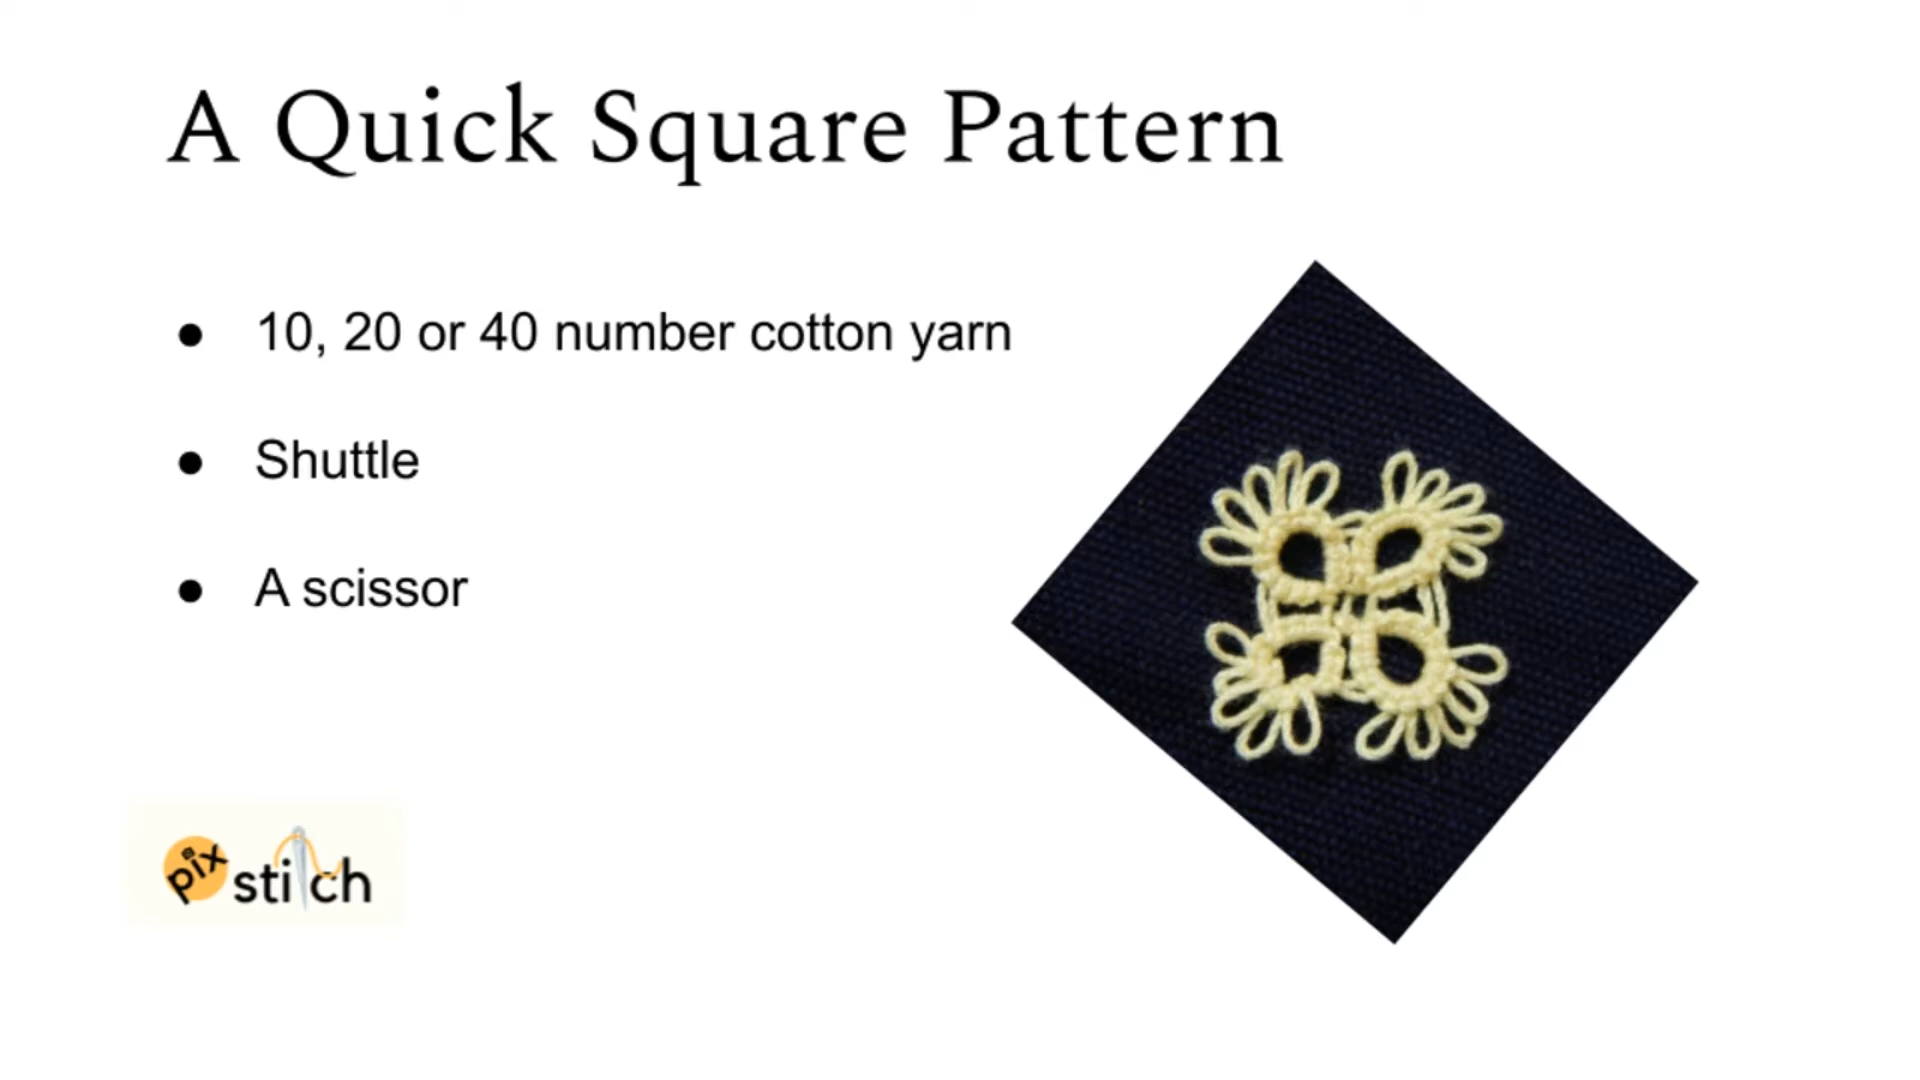 A Quick Square Pattern
● 10, 20 or 40 number cotton yarn
● Shuttle
● A scissor
pix stitch